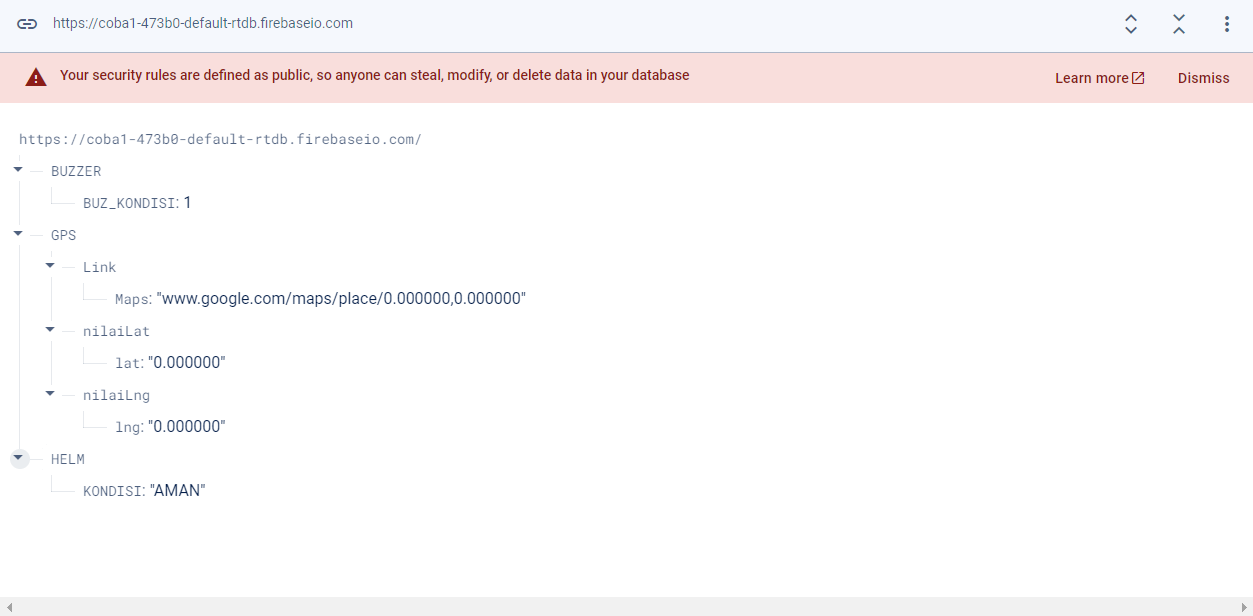 https://coba1-473b0-default-rtdb.firebaseio.com
Your security rules are defined as public, so anyone can steal, modify, or delete data in your database
Learn more
Dismiss
https://coba1-473b0-default-rtdb.firebaseio.com/
BUZZER
BUZ_KONDISI: 1
GPS
Link
Maps: "www.google.com/maps/place/0.000000,0.000000"
nilaiLat
lat: "0.000000"
nilaiLng
lng: "0.000000"
HELM
KONDISI: "AMAN"